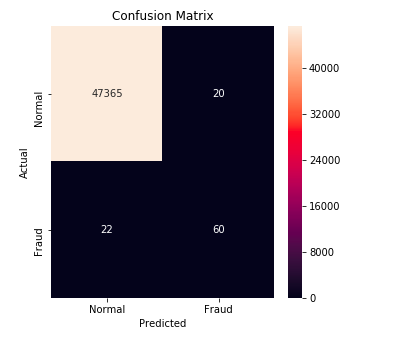 Confusion Matrix
47365 20
22 60
Normal
Fraud
Actual
Normal Fraud
Predicted
40000
32000
24000
16000
8000
0